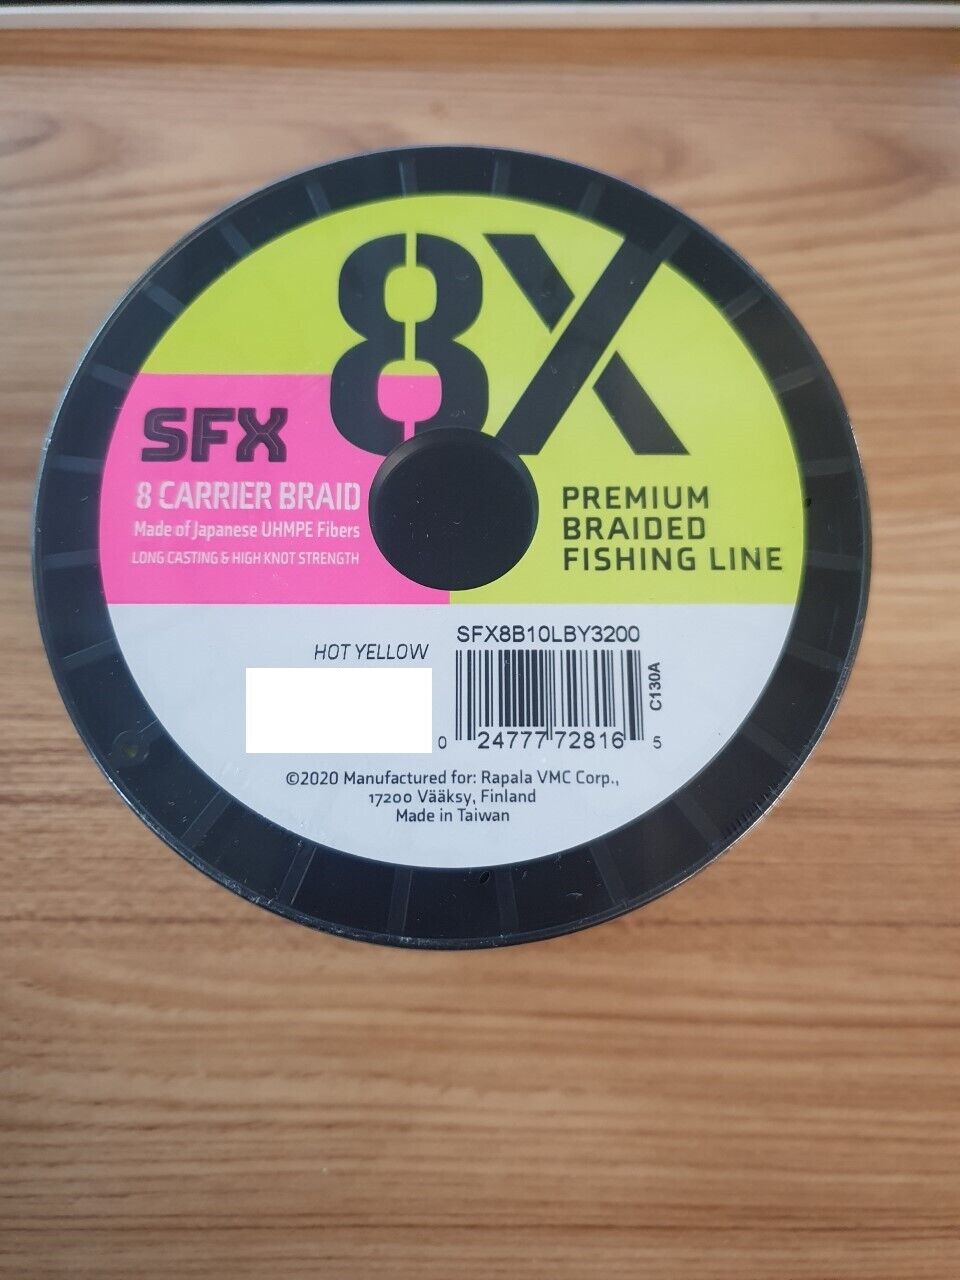 8X
SFX
8 CARRIER BRAID
Made of Japanese UHMPE Fibers
LONG CASTING & HIGH KNOT STRENGTH
PREMIUM
BRAIDED
FISHING LINE
HOT YELLOW
SFX8B10LBY3200
C130A
0 24777 72816 5
©2020 Manufactured for: Rapala VMC Corp.,
17200 Vääksy, Finland
Made in Taiwan